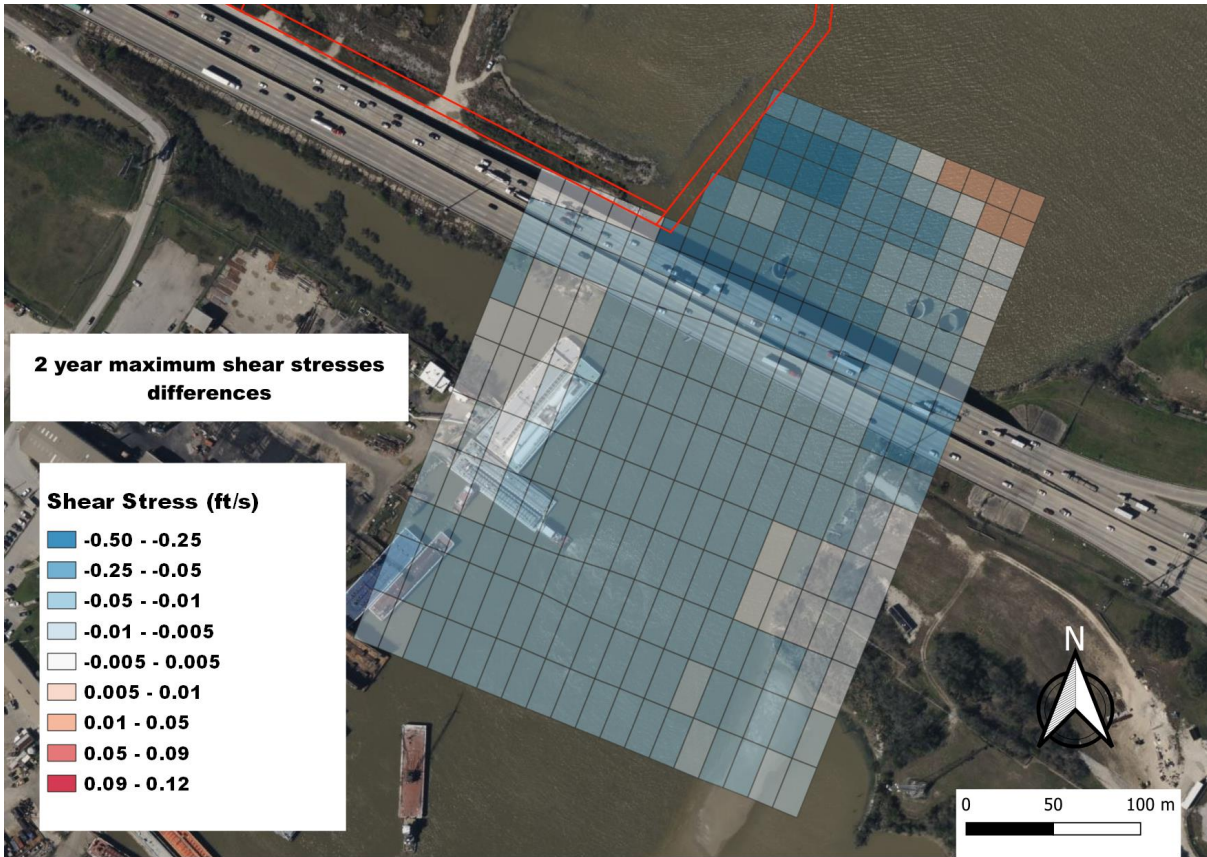 2 year maximum shear stresses
differences
Shear Stress (ft/s)
-0.50 - -0.25
-0.25 - -0.05
-0.05 - -0.01
-0.01 - -0.005
-0.005 - 0.005
0.005 - 0.01
0.01 - 0.05
0.05 - 0.09
0.09 - 0.12
N
0 50 100 m